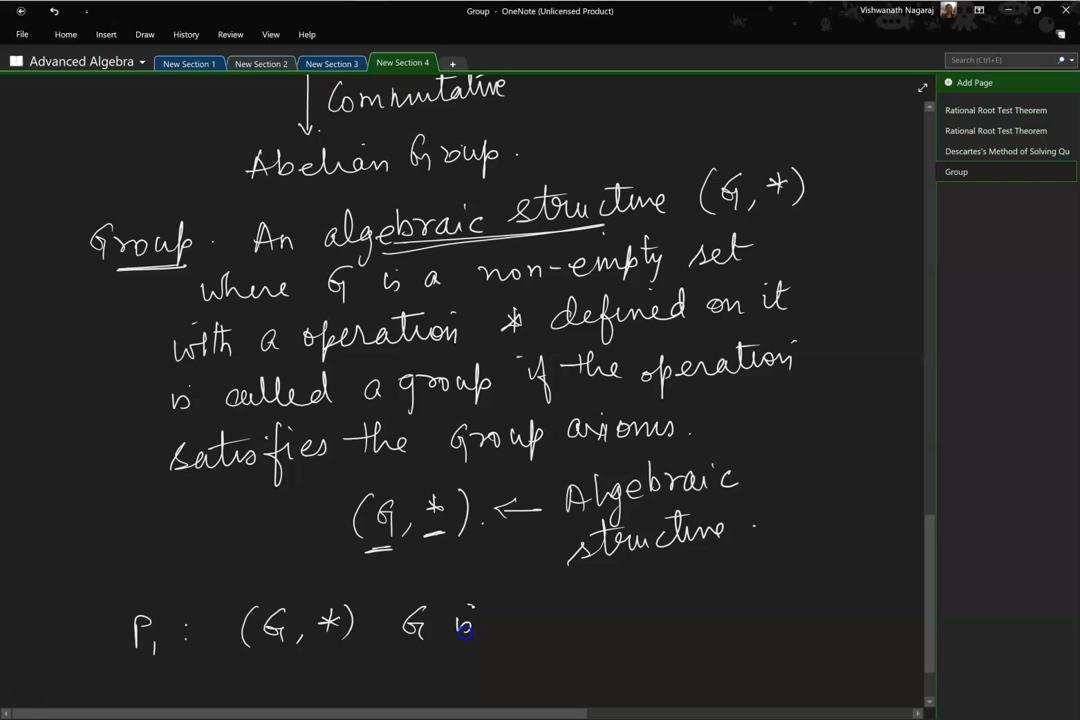 Group - OneNote (Unlicensed Product)
Vishwanath Nagaraj
File Home Insert Draw History Review View Help
Advanced Algebra New Section 1 New Section 2 New Section 3 New Section 4 +
Search (Ctrl+E)
Add Page
Rational Root Test Theorem
Rational Root Test Theorem
Descartes's Method of Solving Qu
Group
Commutative
Abelian Group.
Group. An algebraic structure (G, *)
where G is a non-empty set
with a operation * defined on it
is called a group if the operation
satisfies the Group axioms.
(G, *). ← Algebraic
structure.
P₁ : (G, *) G is